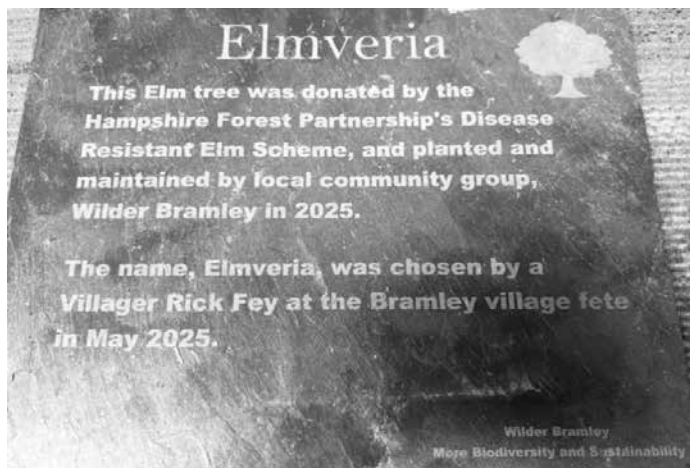 Elmveria
This Elm tree was donated by the
Hampshire Forest Partnership's Disease
Resistant Elm Scheme, and planted and
maintained by local community group,
Wilder Bramley in 2025.
The name, Elmveria, was chosen by a
Villager Rick Fey at the Bramley village fete
in May 2025.
Wilder Bramley
More Biodiversity and Sustainability